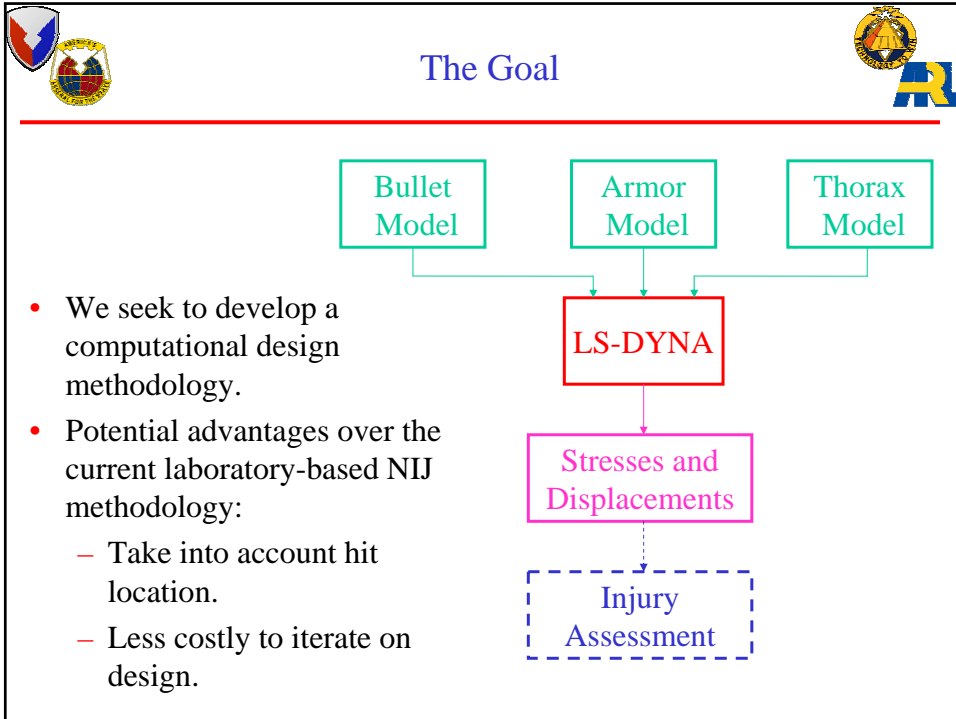 The Goal
Bullet
Model
Armor
Model
Thorax
Model
• We seek to develop a
computational design
methodology.
• Potential advantages over the
current laboratory-based NIJ
methodology:
– Take into account hit
location.
– Less costly to iterate on
design.
LS-DYNA
Stresses and
Displacements
Injury
Assessment
ARL